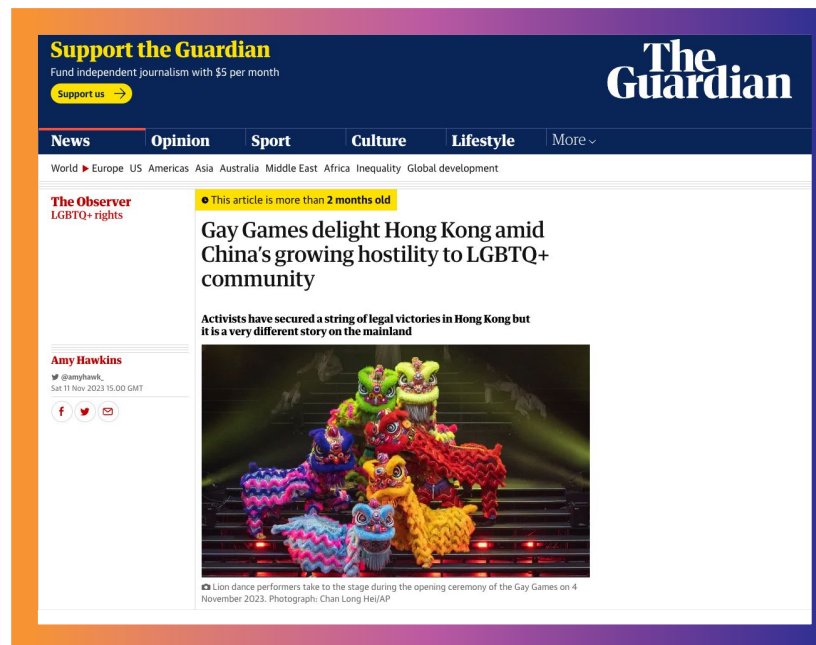 Support the Guardian
Fund independent journalism with $5 per month
Support us →
The
Guardian
News Opinion Sport Culture Lifestyle More
World ▶ Europe US Americas Asia Australia Middle East Africa Inequality Global development
The Observer
LGBTQ+ rights
This article is more than 2 months old
Gay Games delight Hong Kong amid
China's growing hostility to LGBTQ+
community
Activists have secured a string of legal victories in Hong Kong but
it is a very different story on the mainland
Amy Hawkins
@amyhawk_
Sat 11 Nov 2023 15.00 GMT
Lion dance performers take to the stage during the opening ceremony of the Gay Games on 4
November 2023. Photograph: Chan Long Hei/AP